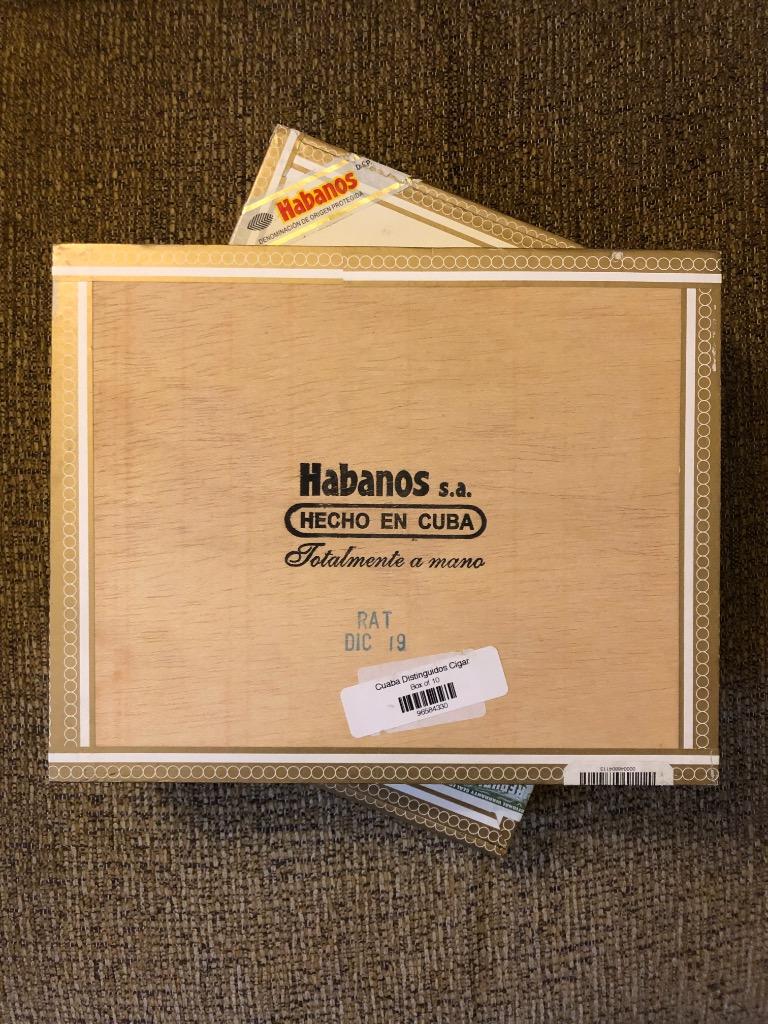 D.O.P.
Habanos
DENOMINACIÓN DE ORIGEN PROTEGIDA
Habanos s.a.
HECHO EN CUBA
Totalmente a mano
RAT
DIC 19
Cuaba Distinguidos Cigar
Box of 10
96584330